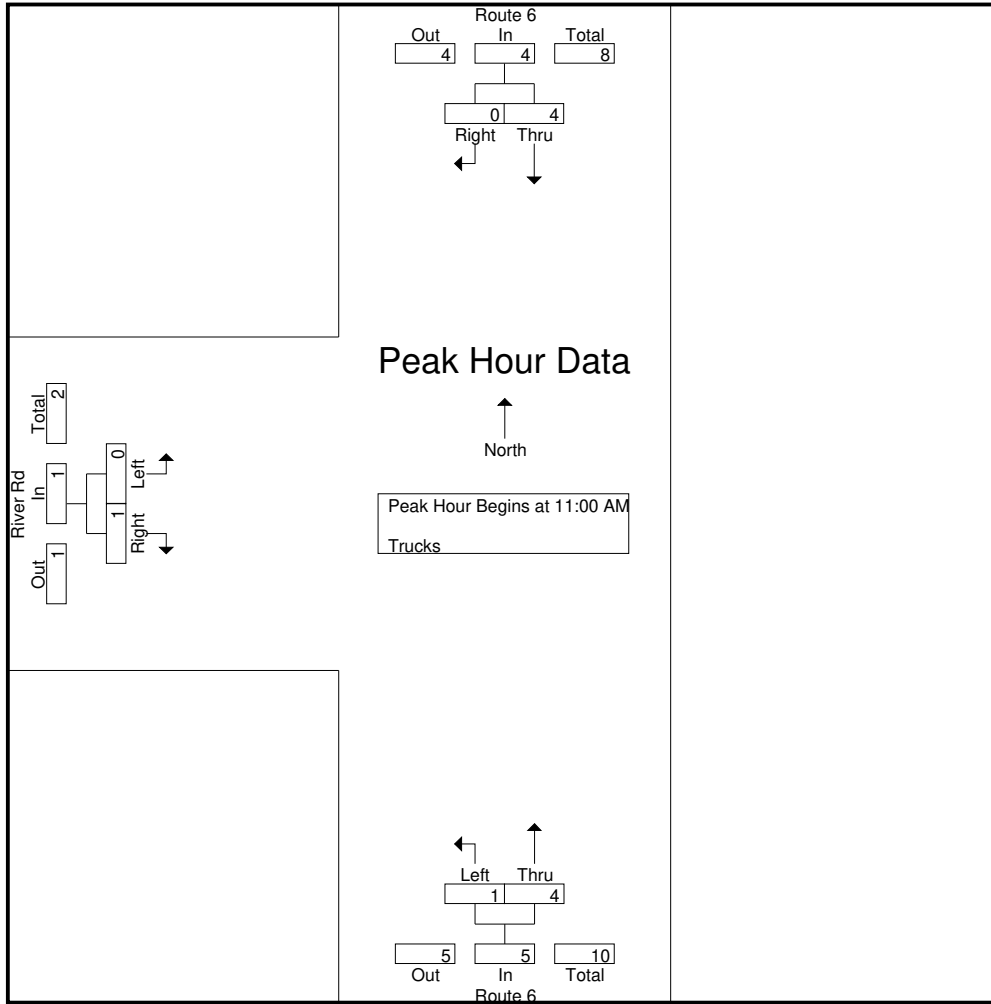 Route 6
Out In Total
4 4 8
0 4
Right Thru
Peak Hour Data
North
Peak Hour Begins at 11:00 AM
Trucks
River Rd
Out In Total
1 1 2
1 0
Right Left
Left Thru
1 4
5 5 10
Out In Total
Route 6